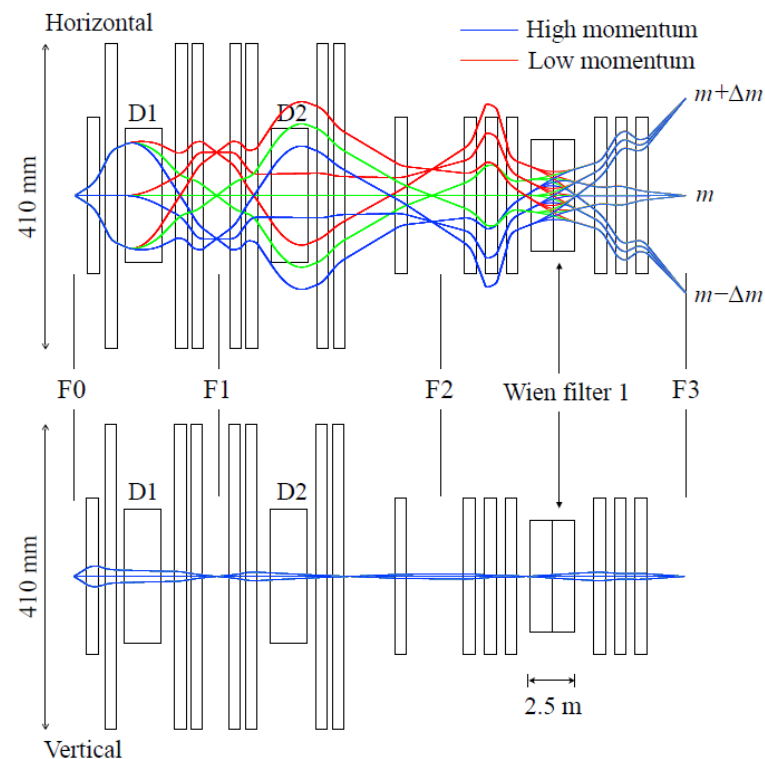 Horizontal
High momentum
Low momentum
410 mm
D1
D2
m+Δm
m
m−Δm
F0
F1
F2
Wien filter 1
F3
410 mm
D1
D2
2.5 m
Vertical